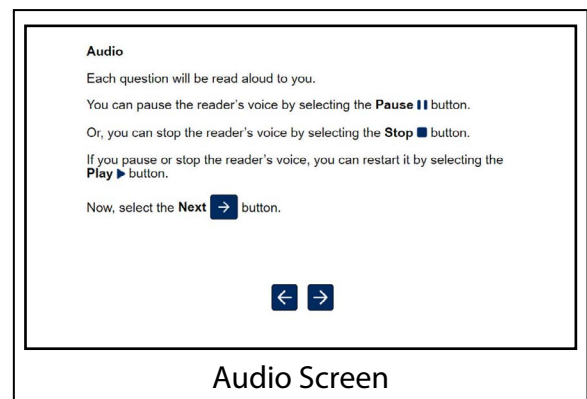 Audio
Each question will be read aloud to you.
You can pause the reader's voice by selecting the Pause button.
Or, you can stop the reader's voice by selecting the Stop button.
If you pause or stop the reader's voice, you can restart it by selecting the
Play button.
Now, select the Next button.
Audio Screen